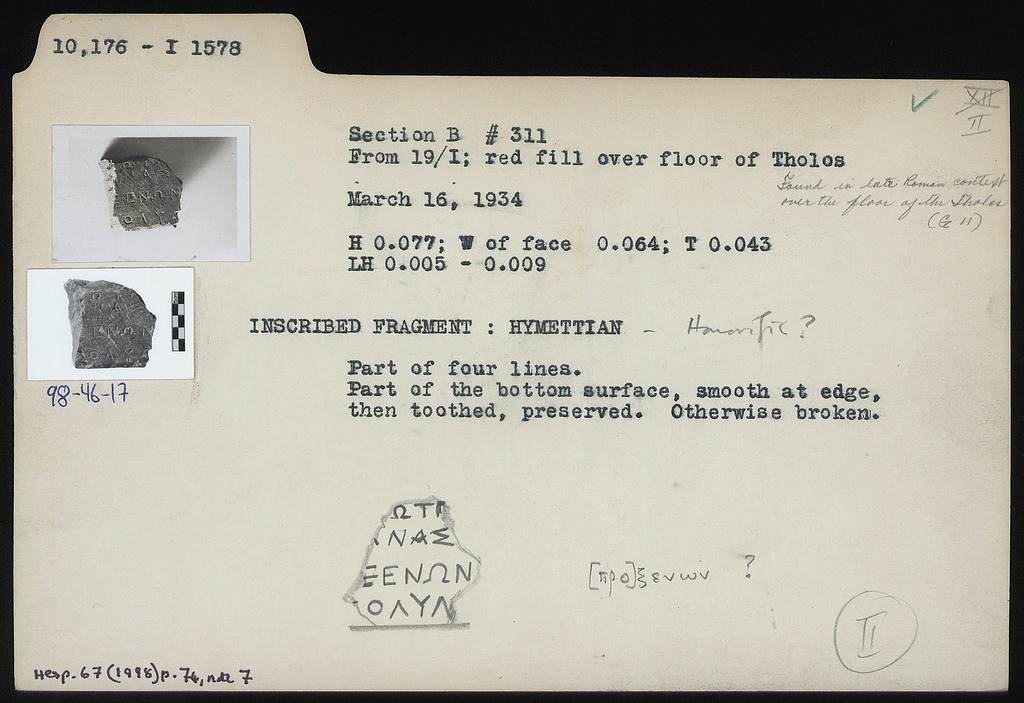 10,176 - I 1578
XII
II
Section B # 311
From 19/I; red fill over floor of Tholos
Found in late Roman context
over the floor of the Tholos
(G 11)
March 16, 1934
H 0.077; W of face 0.064; T 0.043
LH 0.005 - 0.009
INSCRIBED FRAGMENT : HYMETTIAN - Honorific ?
Part of four lines.
Part of the bottom surface, smooth at edge,
then toothed, preserved. Otherwise broken.
98-46-17
ΩΤΙ
ΝΑΣ
ΞΕΝΩΝ
ΟΛΥΛ
[προ]ξενων ?
II
Hesp. 67 (1998) p. 76, note 7